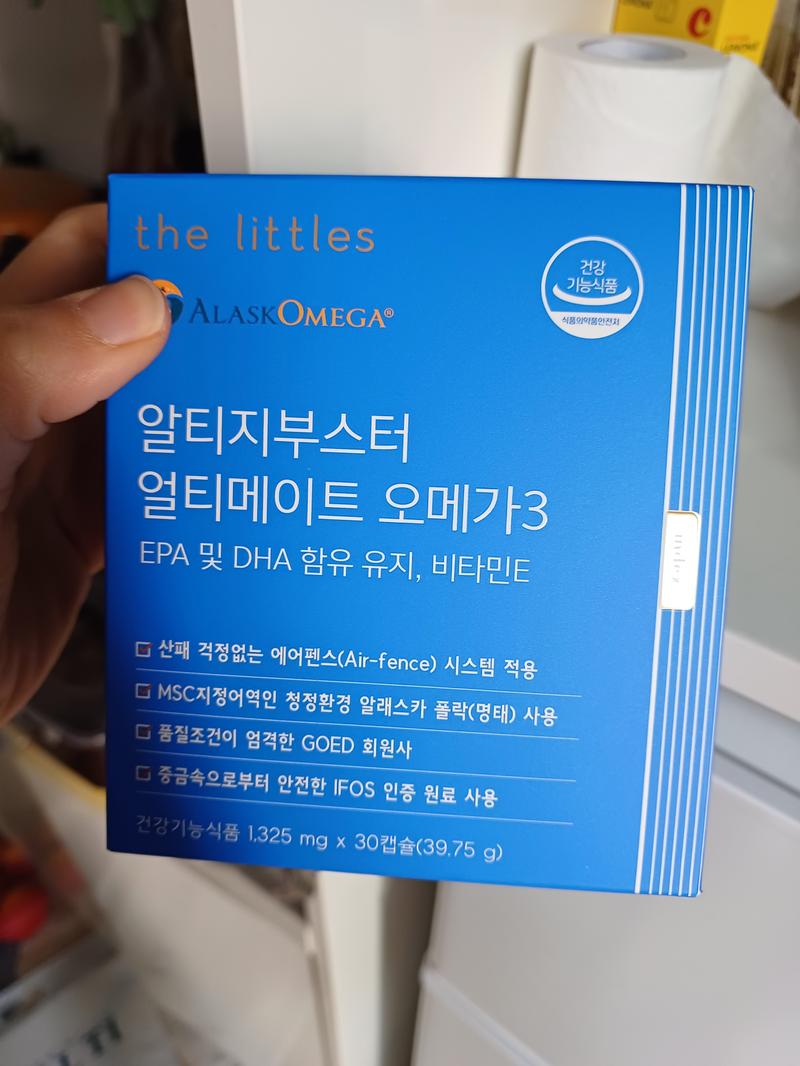 the littles
ALASKOMEGA®
건강
기능식품
식품의약품안전처
알티지부스터
얼티메이트 오메가3
EPA 및 DHA 함유 유지, 비타민E
산패 걱정없는 에어펜스(Air-fence) 시스템 적용
MSC지정어역인 청정환경 알래스카 폴락(명태) 사용
품질조건이 엄격한 GOED 회원사
중금속으로부터 안전한 IFOS 인증 원료 사용
건강기능식품 1,325 mg x 30캡슐(39.75 g)